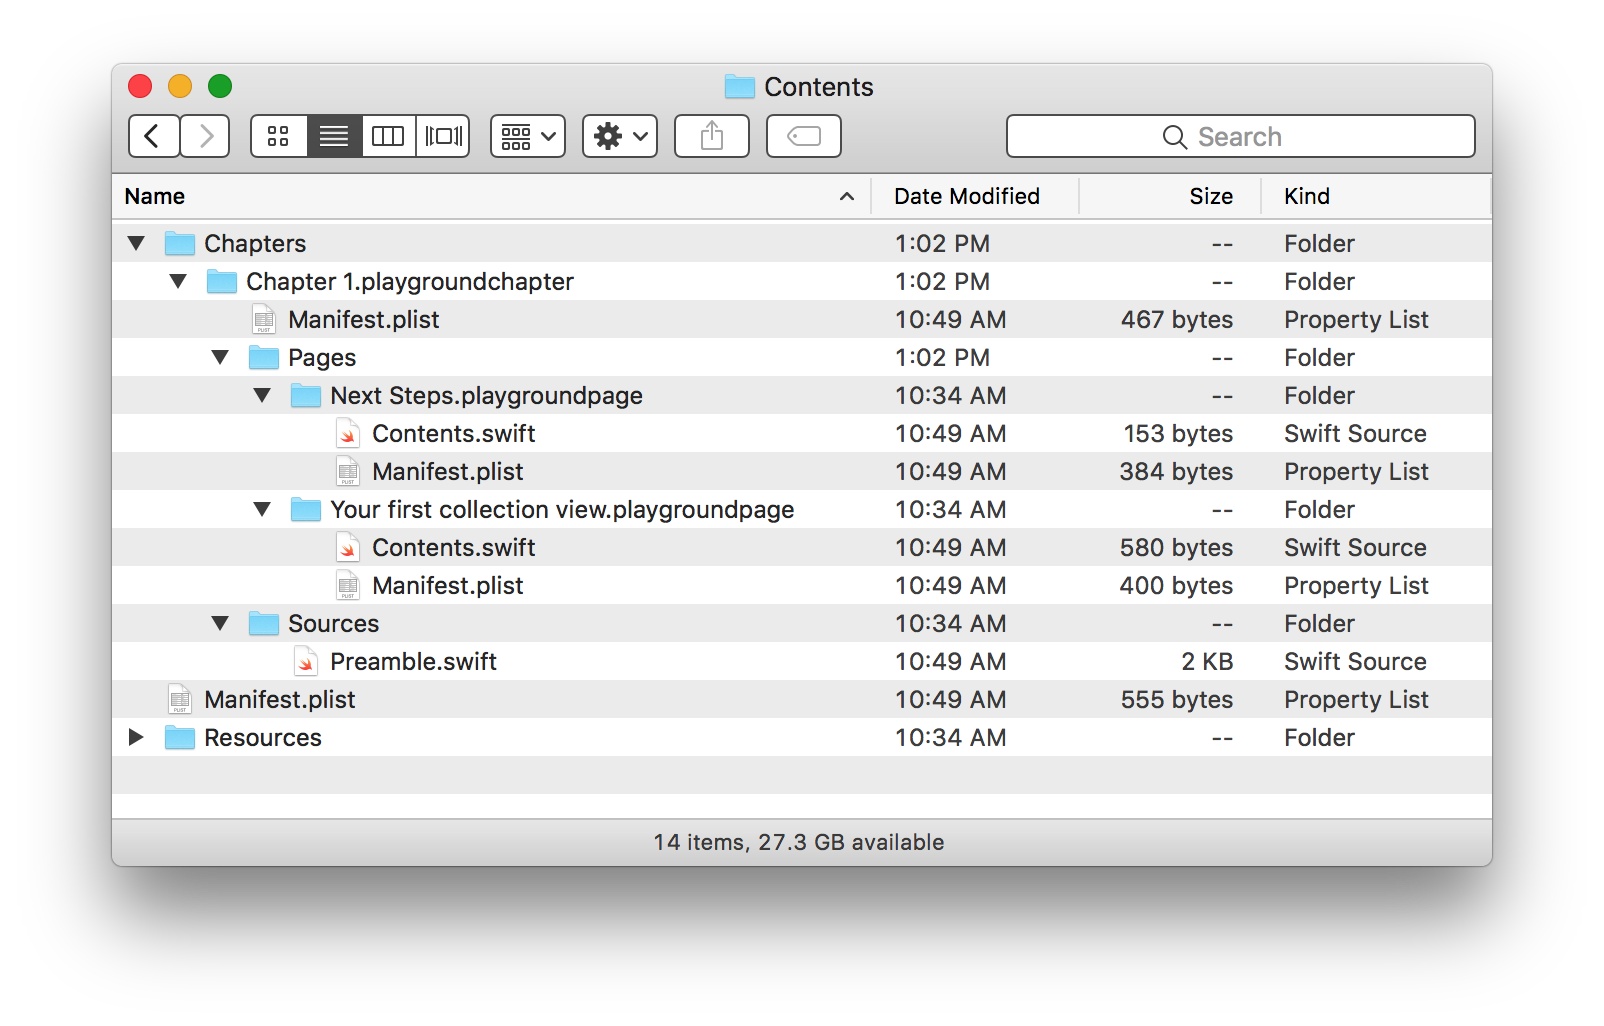 Contents
Search
Name Date Modified Size Kind
Chapters 1:02 PM -- Folder
Chapter 1.playgroundchapter 1:02 PM -- Folder
Manifest.plist 10:49 AM 467 bytes Property List
Pages 1:02 PM -- Folder
Next Steps.playgroundpage 10:34 AM -- Folder
Contents.swift 10:49 AM 153 bytes Swift Source
Manifest.plist 10:49 AM 384 bytes Property List
Your first collection view.playgroundpage 10:34 AM -- Folder
Contents.swift 10:49 AM 580 bytes Swift Source
Manifest.plist 10:49 AM 400 bytes Property List
Sources 10:34 AM -- Folder
Preamble.swift 10:49 AM 2 KB Swift Source
Manifest.plist 10:49 AM 555 bytes Property List
Resources 10:34 AM -- Folder
14 items, 27.3 GB available